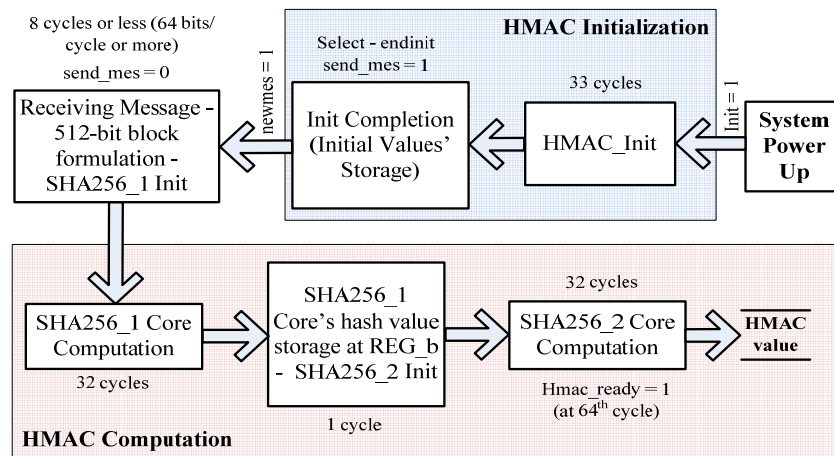 8 cycles or less (64 bits/
cycle or more)
send_mes = 0
Receiving Message -
512-bit block
formulation -
SHA256_1 Init
newmes = 1
HMAC Initialization
Select - endinit
send_mes = 1
Init Completion
(Initial Values'
Storage)
33 cycles
HMAC_Init
Init = 1
System
Power
Up
SHA256_1 Core
Computation
32 cycles
SHA256_1
Core's hash value
storage at REG_b
- SHA256_2 Init
1 cycle
32 cycles
SHA256_2 Core
Computation
Hmac_ready = 1
(at 64th cycle)
HMAC
value
HMAC Computation